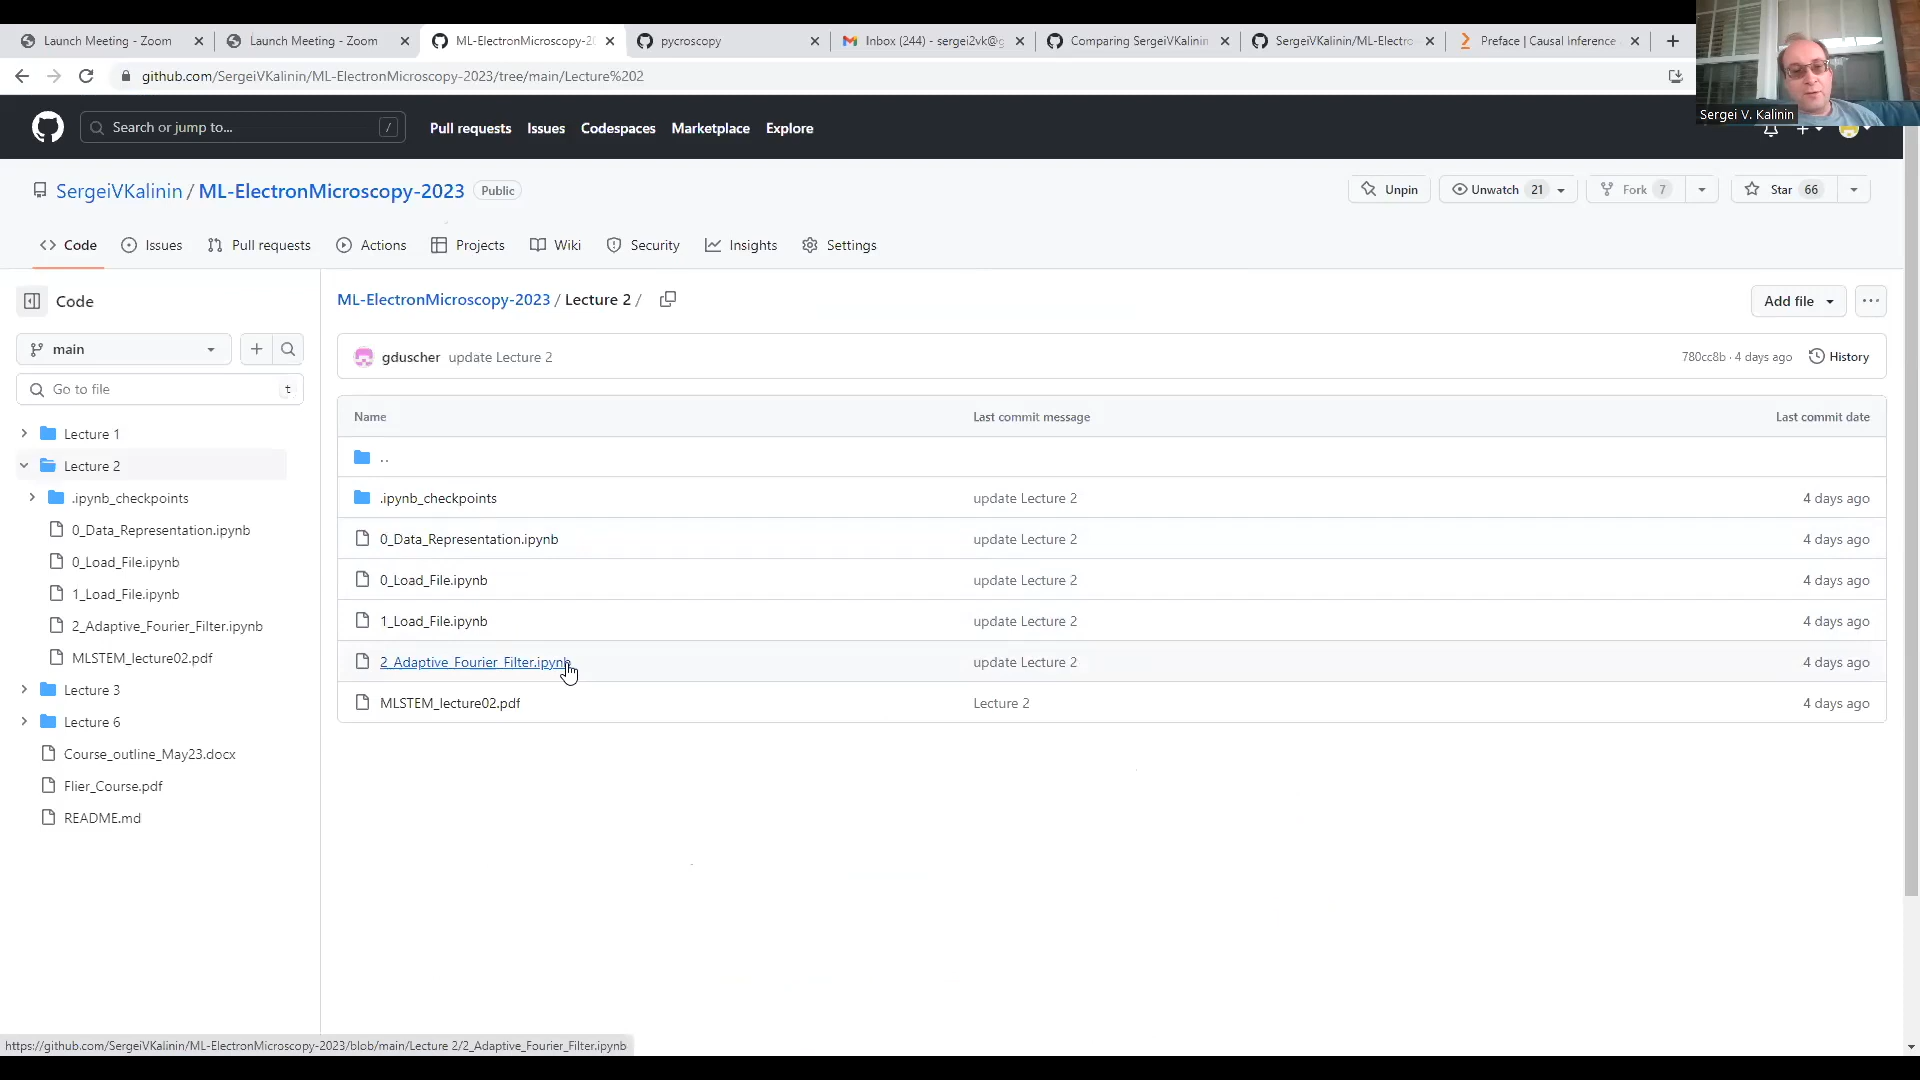 Launch Meeting - Zoom
Launch Meeting - Zoom
ML-ElectronMicroscopy-20
pycroscopy
Inbox (244) - sergei2vk@g
Comparing SergeiVKalinin
SergeiVKalinin/ML-Electro
Preface | Causal Inference
github.com/SergeiVKalinin/ML-ElectronMicroscopy-2023/tree/main/Lecture%202
Sergei V. Kalinin
Search or jump to... /
Pull requests Issues Codespaces Marketplace Explore
SergeiVKalinin / ML-ElectronMicroscopy-2023 Public
Unpin Unwatch 21 Fork 7 Star 66
Code Issues Pull requests Actions Projects Wiki Security Insights Settings
Code
main
Go to file t
Lecture 1
Lecture 2
.ipynb_checkpoints
0_Data_Representation.ipynb
0_Load_File.ipynb
1_Load_File.ipynb
2_Adaptive_Fourier_Filter.ipynb
MLSTEM_lecture02.pdf
Lecture 3
Lecture 6
Course_outline_May23.docx
Flier_Course.pdf
README.md
ML-ElectronMicroscopy-2023 / Lecture 2 /
Add file
gduscher update Lecture 2 780cc8b · 4 days ago History
Name Last commit message Last commit date
..
.ipynb_checkpoints update Lecture 2 4 days ago
0_Data_Representation.ipynb update Lecture 2 4 days ago
0_Load_File.ipynb update Lecture 2 4 days ago
1_Load_File.ipynb update Lecture 2 4 days ago
2_Adaptive_Fourier_Filter.ipynb update Lecture 2 4 days ago
MLSTEM_lecture02.pdf Lecture 2 4 days ago
https://github.com/SergeiVKalinin/ML-ElectronMicroscopy-2023/blob/main/Lecture 2/2_Adaptive_Fourier_Filter.ipynb